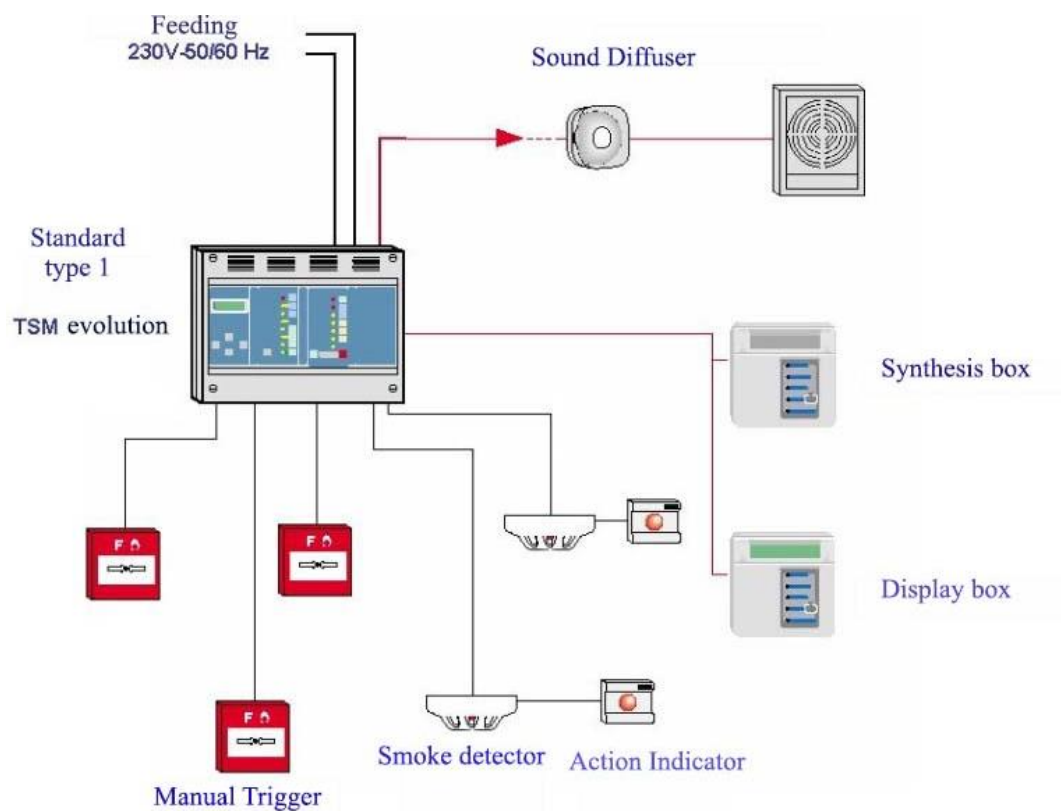 Feeding
230V-50/60 Hz
Sound Diffuser
Standard
type 1
TSM evolution
Synthesis box
F
F
Display box
F
Smoke detector
Action Indicator
Manual Trigger